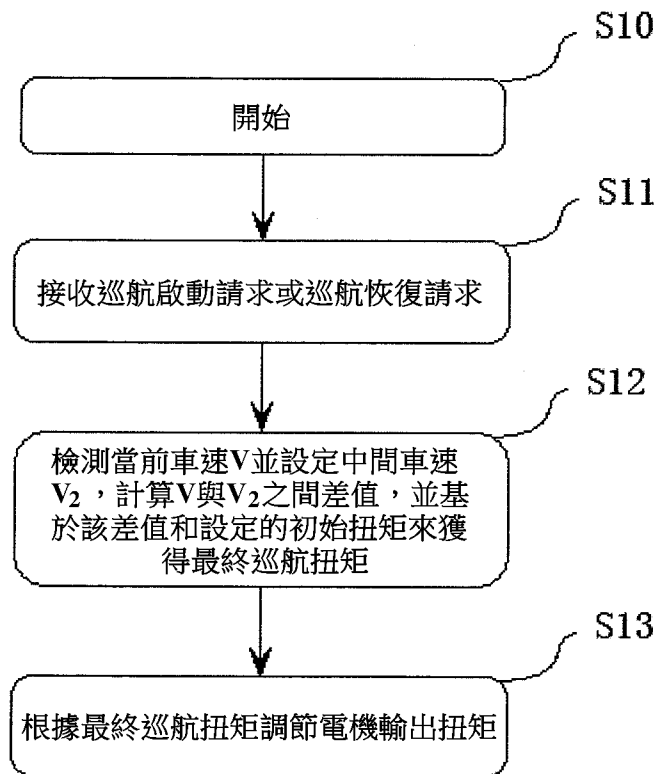 S10
開始
S11
接收巡航啟動請求或巡航恢復請求
S12
檢測當前車速V並設定中間車速
V₂，計算V與V₂之間差值，並基
於該差值和設定的初始扭矩來獲
得最終巡航扭矩
S13
根據最終巡航扭矩調節電機輸出扭矩